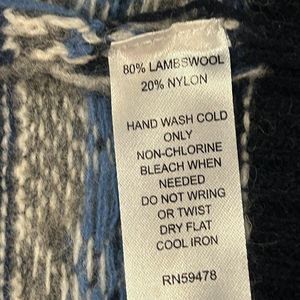 80% LAMBSWOOL
20% NYLON
HAND WASH COLD
ONLY
NON-CHLORINE
BLEACH WHEN
NEEDED
DO NOT WRING
OR TWIST
DRY FLAT
COOL IRON
RN59478